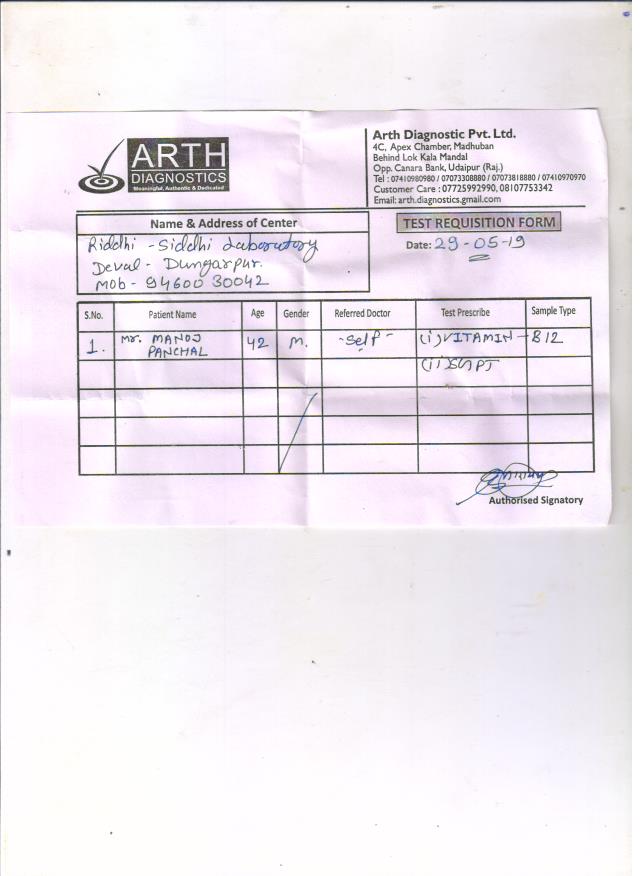 ARTH
DIAGNOSTICS
Meaningful, Authentic & Dedicated
Arth Diagnostic Pvt. Ltd.
4C, Apex Chamber, Madhuban
Behind Lok Kala Mandal
Opp. Canara Bank, Udaipur (Raj.)
Tel : 07410980980 / 07073308880 / 07073818880 / 07410970970
Customer Care : 07725992990, 08107753342
Email: arth.diagnostics.gmail.com
Name & Address of Center
Riddhi - Siddhi Laboratory
Deval - Dungarpur.
Mob - 94600 30042
TEST REQUISITION FORM
Date: 29-05-19
S.No. Patient Name Age Gender Referred Doctor Test Prescribe Sample Type
1. Mr. MANOJ PANCHAL 42 M. -Self- (i) VITAMIN - B12
(ii) SGPT
Authorised Signatory